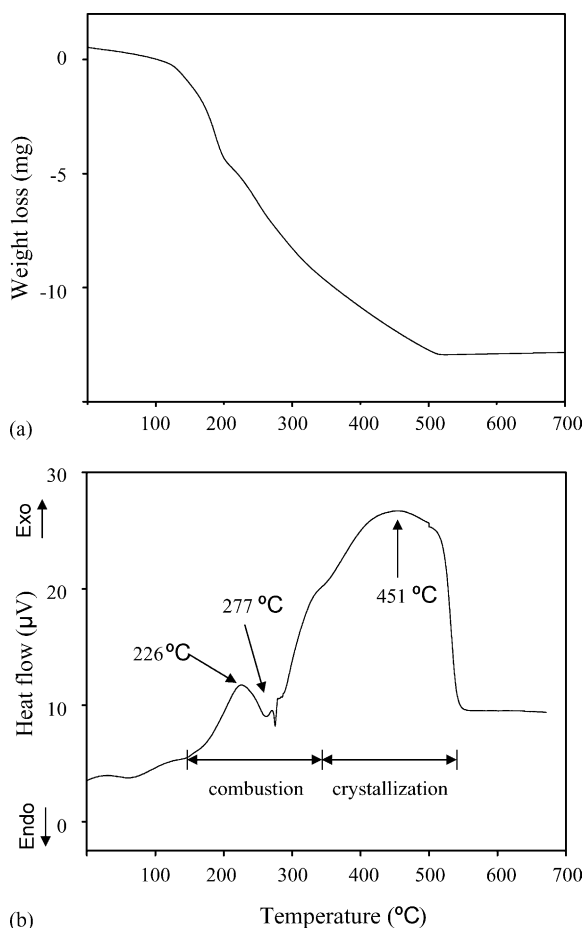 0
-5
-10
Weight loss (mg)
100 200 300 400 500 600 700
(a)
30
20
10
0
Exo
Heat flow (µV)
Endo
226 ºC
277 ºC
451 ºC
combustion crystallization
100 200 300 400 500 600 700
Temperature (ºC)
(b)